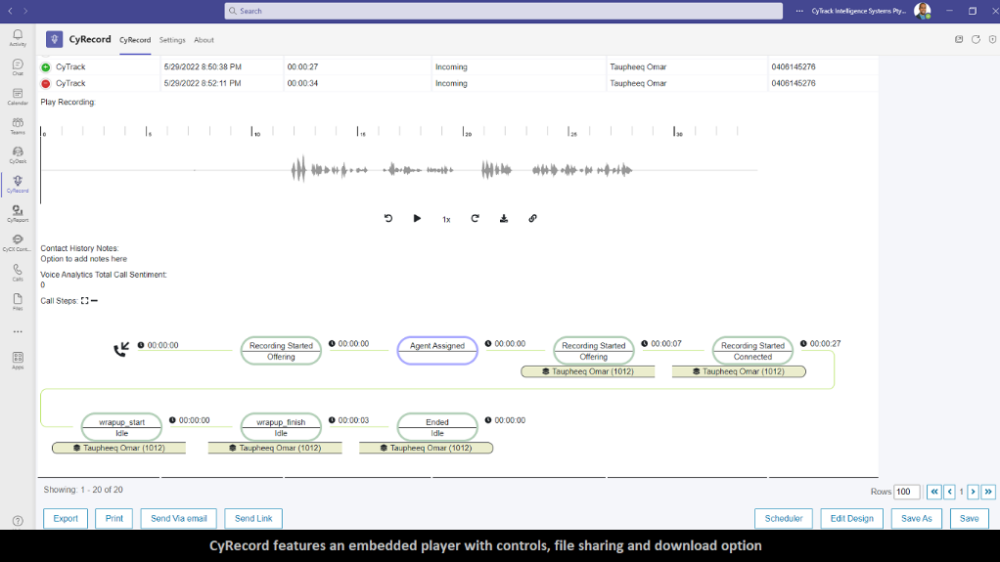 Search
CyTrack Intelligence Systems Pty...
Activity
Chat
Calendar
Teams
CyDesk
CyRecord
CyReport
CyCX Cont...
Calls
Files
Apps
CyRecord CyRecord Settings About
CyTrack 5/29/2022 8:50:38 PM 00:00:27 Incoming Taupheeq Omar 0406145276
CyTrack 5/29/2022 8:52:11 PM 00:00:34 Incoming Taupheeq Omar 0406145276
Play Recording:
0 5 10 15 20 25 30
1x
Contact History Notes:
Option to add notes here
Voice Analytics Total Call Sentiment:
0
Call Steps:
00:00:00 Recording Started 00:00:00 Agent Assigned 00:00:00 Recording Started 00:00:07 Recording Started 00:00:27
Offering Offering Connected
Taupheeq Omar (1012) Taupheeq Omar (1012)
wrapup_start 00:00:00 wrapup_finish 00:00:03 Ended 00:00:00
Idle Idle Idle
Taupheeq Omar (1012) Taupheeq Omar (1012) Taupheeq Omar (1012)
Showing: 1 - 20 of 20 Rows 100 1
Export Print Send Via email Send Link Scheduler Edit Design Save As Save
CyRecord features an embedded player with controls, file sharing and download option